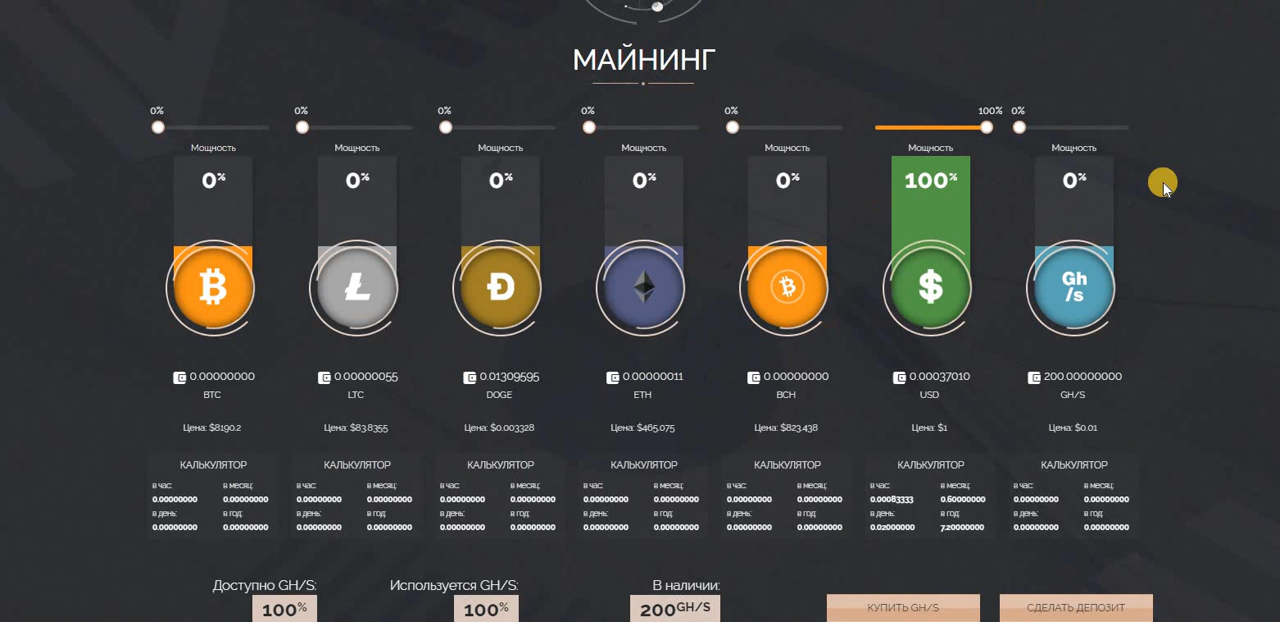 МАЙНИНГ
0% 0% 0% 0% 0% 100% 0%
Мощность Мощность Мощность Мощность Мощность Мощность Мощность
0% 0% 0% 0% 0% 100% 0%
Gh
/s
0.00000000 0.00000055 0.01309595 0.00000011 0.00000000 0.00037010 200.00000000
BTC LTC DOGE ETH BCH USD GH/S
Цена: $8190.2 Цена: $83.8355 Цена: $0.003328 Цена: $465.075 Цена: $823.438 Цена: $1 Цена: $0.01
КАЛЬКУЛЯТОР КАЛЬКУЛЯТОР КАЛЬКУЛЯТОР КАЛЬКУЛЯТОР КАЛЬКУЛЯТОР КАЛЬКУЛЯТОР КАЛЬКУЛЯТОР
в час: в месяц: в час: в месяц: в час: в месяц: в час: в месяц: в час: в месяц: в час: в месяц: в час: в месяц:
0.00000000 0.00000000 0.00000000 0.00000000 0.00000000 0.00000000 0.00000000 0.00000000 0.00000000 0.00000000 0.00083333 0.60000000 0.00000000 0.00000000
в день: в год: в день: в год: в день: в год: в день: в год: в день: в год: в день: в год: в день: в год:
0.00000000 0.00000000 0.00000000 0.00000000 0.00000000 0.00000000 0.00000000 0.00000000 0.00000000 0.00000000 0.02000000 7.20000000 0.00000000 0.00000000
Доступно GH/S: Используется GH/S: В наличии:
100% 100% 200GH/S КУПИТЬ GH/S СДЕЛАТЬ ДЕПОЗИТ